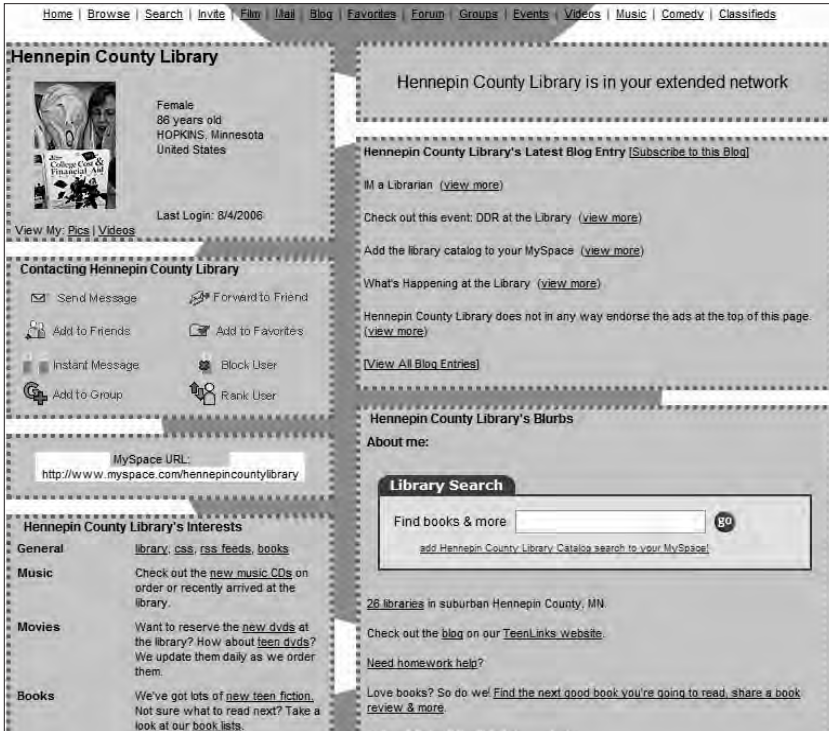 Home | Browse | Search | Invite | Film | Mail | Blog | Favorites | Forum | Groups | Events | Videos | Music | Comedy | Classifieds
Hennepin County Library
College Cost &
Financial Aid
Female
86 years old
HOPKINS, Minnesota
United States
Last Login: 8/4/2006
View My: Pics | Videos
Contacting Hennepin County Library
Send Message
Forward to Friend
Add to Friends
Add to Favorites
Instant Message
Block User
Add to Group
Rank User
MySpace URL:
http://www.myspace.com/hennepincountylibrary
Hennepin County Library's Interests
General
library, css, rss feeds, books
Music
Check out the new music CDs on
order or recently arrived at the
library.
Movies
Want to reserve the new dvds at
the library? How about teen dvds?
We update them daily as we order
them.
Books
We've got lots of new teen fiction.
Not sure what to read next? Take a
look at our book lists.
Hennepin County Library is in your extended network
Hennepin County Library's Latest Blog Entry [Subscribe to this Blog]
IM a Librarian (view more)
Check out this event: DDR at the Library (view more)
Add the library catalog to your MySpace (view more)
What's Happening at the Library (view more)
Hennepin County Library does not in any way endorse the ads at the top of this page.
(view more)
[View All Blog Entries]
Hennepin County Library's Blurbs
About me:
Library Search
Find books & more
go
add Hennepin County Library Catalog search to your MySpace!
26 libraries in suburban Hennepin County, MN.
Check out the blog on our TeenLinks website.
Need homework help?
Love books? So do we! Find the next good book you're going to read, share a book
review & more.